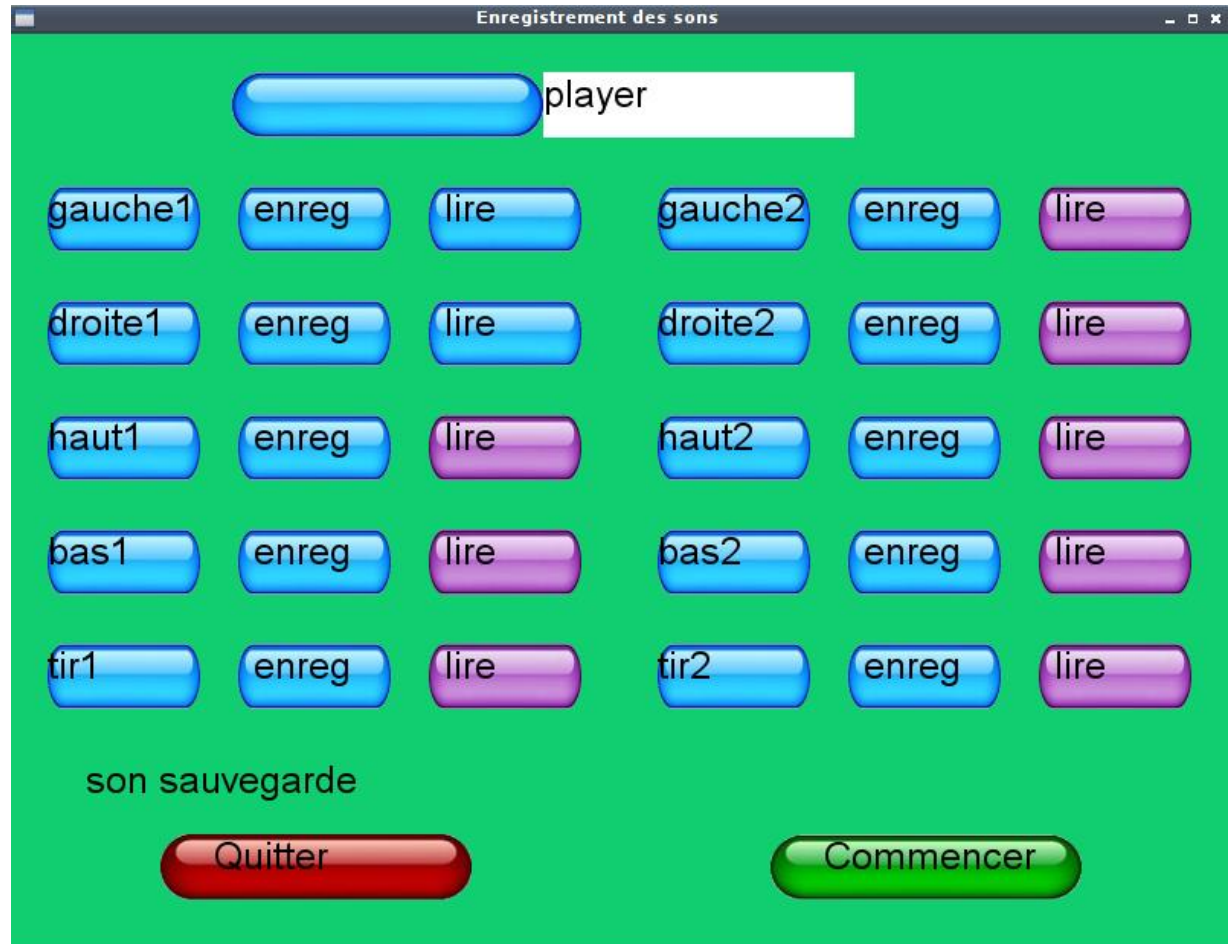 Enregistrement des sons
player
gauche1 enreg lire gauche2 enreg lire
droite1 enreg lire droite2 enreg lire
haut1 enreg lire haut2 enreg lire
bas1 enreg lire bas2 enreg lire
tir1 enreg lire tir2 enreg lire
son sauvegarde
Quitter Commencer